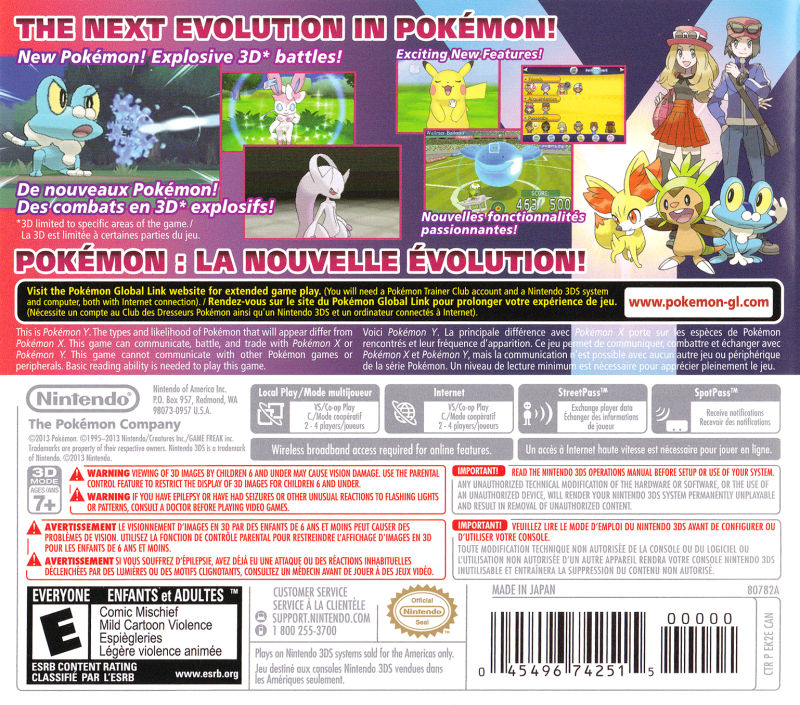 THE NEXT EVOLUTION IN POKÉMON!
New Pokémon! Explosive 3D* battles!
Exciting New Features!
Wailmer Bailout
SCORE:
463,500
De nouveaux Pokémon!
Des combats en 3D* explosifs!
*3D limited to specific areas of the game./
La 3D est limitée à certaines parties du jeu.
Nouvelles fonctionnalités
passionnantes!
POKÉMON : LA NOUVELLE ÉVOLUTION!
Visit the Pokémon Global Link website for extended game play. (You will need a Pokémon Trainer Club account and a Nintendo 3DS system
and computer, both with Internet connection). / Rendez-vous sur le site du Pokémon Global Link pour prolonger votre expérience de jeu.
(Nécessite un compte au Club des Dresseurs Pokémon ainsi qu'un Nintendo 3DS et un ordinateur connectés à Internet).
www.pokemon-gl.com
This is Pokémon Y. The types and likelihood of Pokémon that will appear differ from
Pokémon X. This game can communicate, battle, and trade with Pokémon X or
Pokémon Y. This game cannot communicate with other Pokémon games or
peripherals. Basic reading ability is needed to play this game.
Voici Pokémon Y. La principale différence avec Pokémon X porte sur les espèces de Pokémon
rencontrés et leur fréquence d'apparition. Ce jeu permet de communiquer, combattre et échanger avec
Pokémon X et Pokémon Y, mais la communication n'est possible avec aucun autre jeu ou périphérique
de la série Pokémon. Un niveau de lecture minimum est nécessaire pour apprécier pleinement le jeu.
Nintendo
Nintendo of America Inc.
P.O. Box 957, Redmond, WA
98073-0957 U.S.A.
The Pokémon Company
©2013 Pokémon. ©1995–2013 Nintendo/Creatures Inc./GAME FREAK inc.
Trademarks are property of their respective owners. Nintendo 3DS is a trademark
of Nintendo. ©2013 Nintendo.
Local Play/Mode multijoueur
VS/Co-op Play
C./Mode coopératif
2 - 4 players/joueurs
Internet
VS/Co-op Play
C./Mode coopératif
2 - 4 players/joueurs
StreetPass™
Exchange player data
Échanger des informations
de joueur
SpotPass™
Receive notifications
Recevoir des notifications
Wireless broadband access required for online features.
Un accès à Internet haute vitesse est nécessaire pour jouer en ligne.
3D
MODE
AGES/ANS
7+
WARNING VIEWING OF 3D IMAGES BY CHILDREN 6 AND UNDER MAY CAUSE VISION DAMAGE. USE THE PARENTAL
CONTROL FEATURE TO RESTRICT THE DISPLAY OF 3D IMAGES FOR CHILDREN 6 AND UNDER.
WARNING IF YOU HAVE EPILEPSY OR HAVE HAD SEIZURES OR OTHER UNUSUAL REACTIONS TO FLASHING LIGHTS
OR PATTERNS, CONSULT A DOCTOR BEFORE PLAYING VIDEO GAMES.
IMPORTANT! READ THE NINTENDO 3DS OPERATIONS MANUAL BEFORE SETUP OR USE OF YOUR SYSTEM.
ANY UNAUTHORIZED TECHNICAL MODIFICATION OF THE HARDWARE OR SOFTWARE, OR THE USE OF
AN UNAUTHORIZED DEVICE, WILL RENDER YOUR NINTENDO 3DS SYSTEM PERMANENTLY UNPLAYABLE
AND RESULT IN REMOVAL OF UNAUTHORIZED CONTENT.
AVERTISSEMENT LE VISIONNEMENT D'IMAGES EN 3D PAR DES ENFANTS DE 6 ANS ET MOINS PEUT CAUSER DES
PROBLÈMES DE VISION. UTILISEZ LA FONCTION DE CONTRÔLE PARENTAL POUR RESTREINDRE L'AFFICHAGE D'IMAGES EN 3D
POUR LES ENFANTS DE 6 ANS ET MOINS.
AVERTISSEMENT SI VOUS SOUFFREZ D'ÉPILEPSIE, AVEZ DÉJÀ EU UNE ATTAQUE OU DES RÉACTIONS INHABITUELLES
DÉCLENCHÉES PAR DES LUMIÈRES OU DES MOTIFS CLIGNOTANTS, CONSULTEZ UN MÉDECIN AVANT DE JOUER À DES JEUX VIDÉO.
IMPORTANT! VEUILLEZ LIRE LE MODE D'EMPLOI DU NINTENDO 3DS AVANT DE CONFIGURER OU
D'UTILISER VOTRE CONSOLE.
TOUTE MODIFICATION TECHNIQUE NON AUTORISÉE DE LA CONSOLE OU DU LOGICIEL OU
L'UTILISATION NON AUTORISÉE D'UN AUTRE APPAREIL RENDRA VOTRE CONSOLE NINTENDO 3DS
INUTILISABLE ET ENTRAÎNERA LA SUPPRESSION DU CONTENU NON AUTORISÉ.
EVERYONE ENFANTS et ADULTES ™
E
®
Comic Mischief
Mild Cartoon Violence
Espiègleries
Légère violence animée
ESRB CONTENT RATING
CLASSIFIÉ PAR L'ESRB
www.esrb.org
CUSTOMER SERVICE
SERVICE À LA CLIENTÈLE
SUPPORT.NINTENDO.COM
1 800 255-3700
Official
Nintendo
Seal
Plays on Nintendo 3DS systems sold for the Americas only.
Jeu destiné aux consoles Nintendo 3DS vendues dans
les Amériques seulement.
MADE IN JAPAN
80782A
00000
0 45496 74251 5
CTR P EK2E CAN